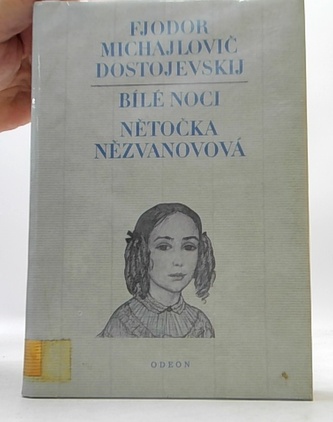 FJODOR
MICHAJLOVIČ
DOSTOJEVSKIJ
BÍLÉ NOCI
NĚTOČKA
NĚZVANOVOVÁ
ODEON